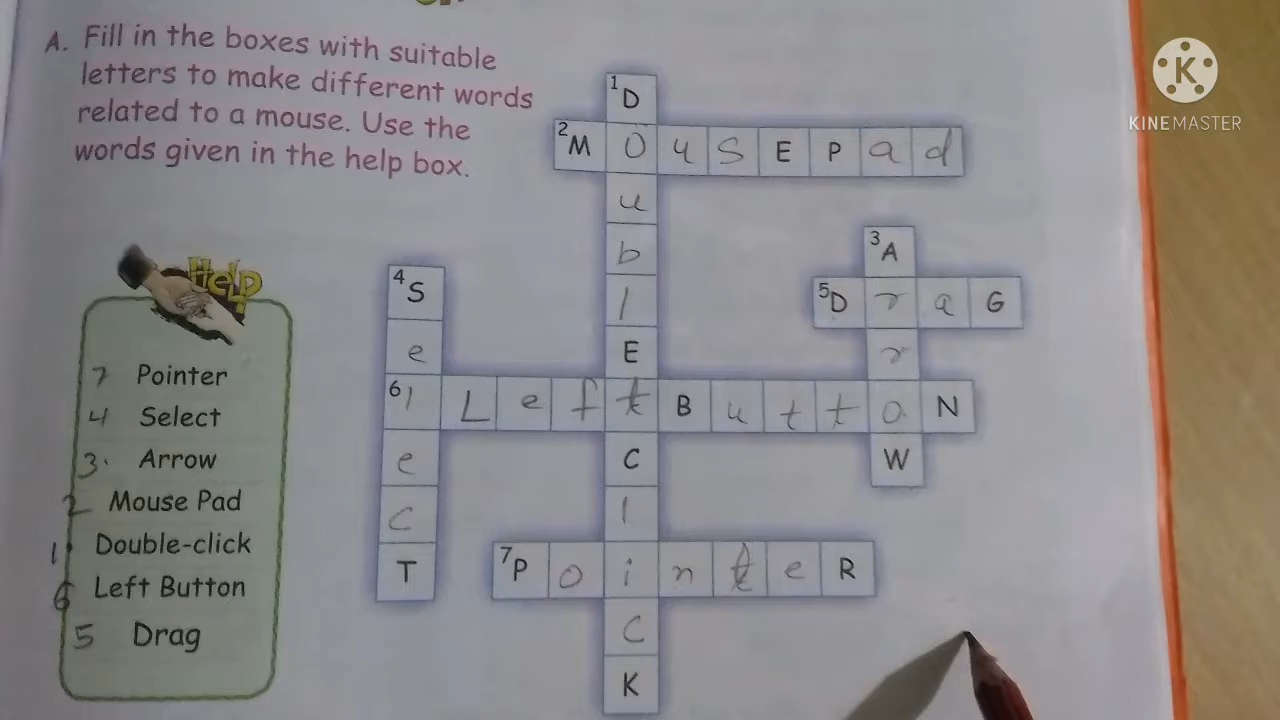 A. Fill in the boxes with suitable
letters to make different words
related to a mouse. Use the
words given in the help box.
K
KINEMASTER
1D
2M o u s E P a d
u
b
3A
4S
l
5D r a G
e
E
r
6l L e f t B u t t o N
e
C
W
c
l
T
7P o i n t e R
c
K
HELP
7 Pointer
4 Select
3. Arrow
2 Mouse Pad
1. Double-click
6 Left Button
5 Drag